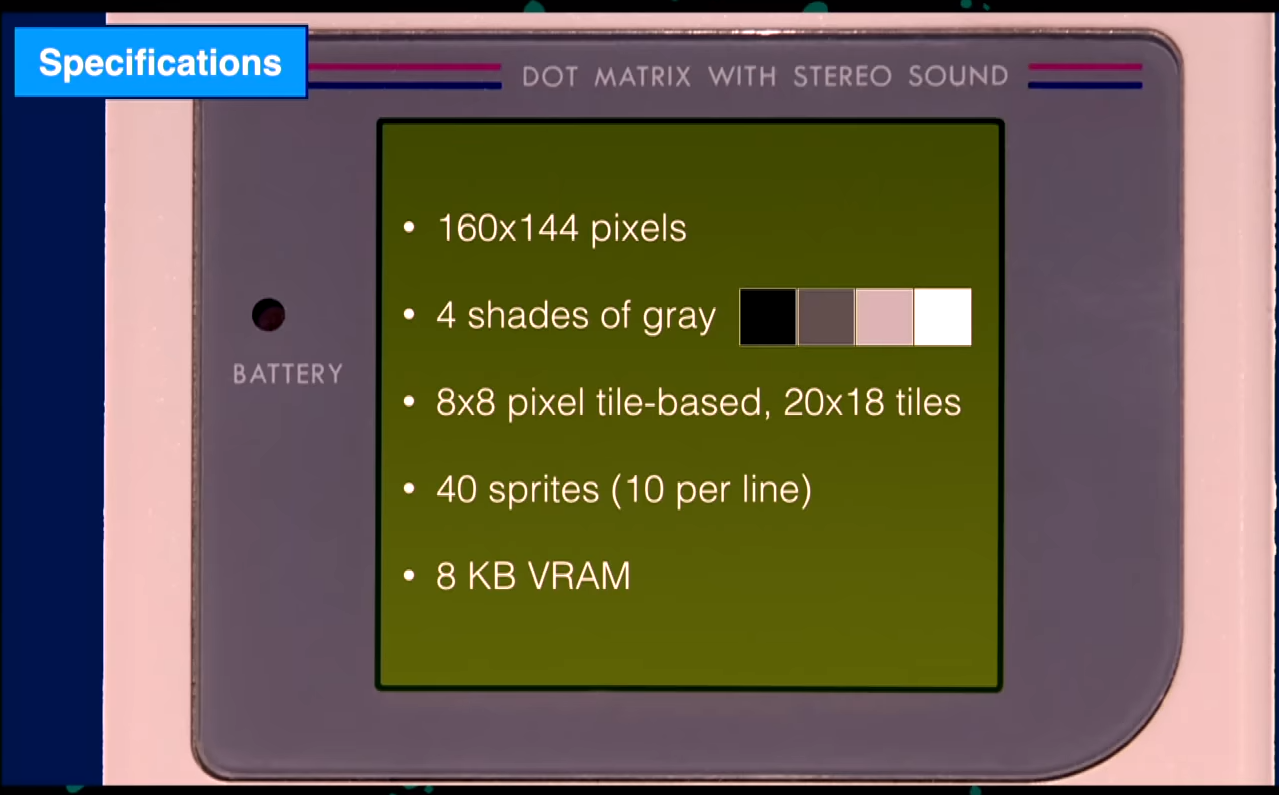 Specifications
DOT MATRIX WITH STEREO SOUND
• 160x144 pixels
• 4 shades of gray
BATTERY
• 8x8 pixel tile-based, 20x18 tiles
• 40 sprites (10 per line)
• 8 KB VRAM